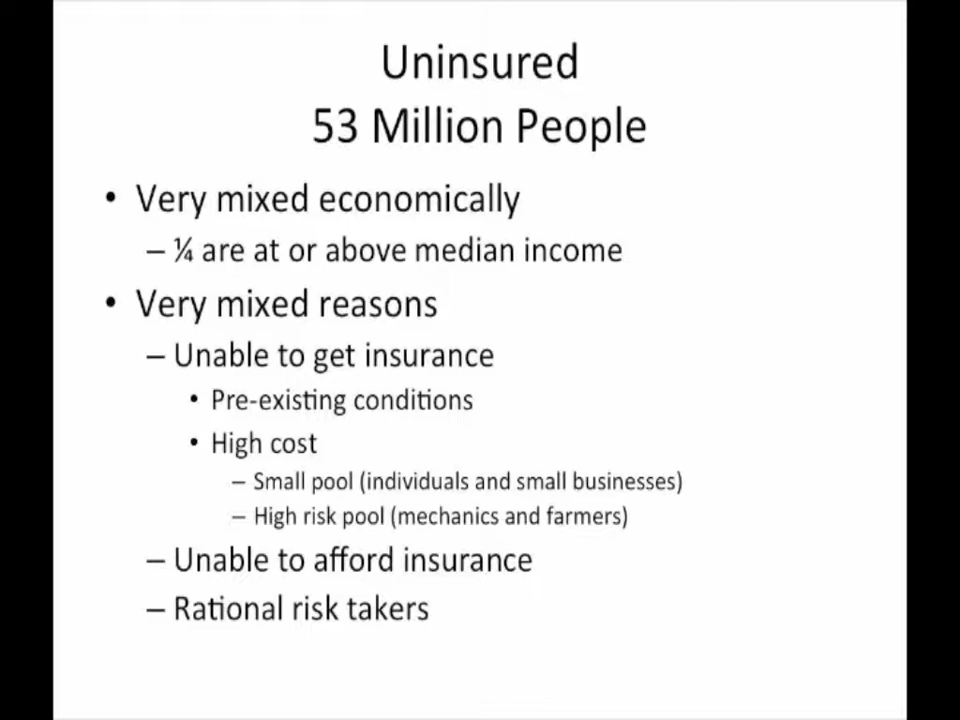 Uninsured
53 Million People
• Very mixed economically
– ¼ are at or above median income
• Very mixed reasons
– Unable to get insurance
• Pre-existing conditions
• High cost
– Small pool (individuals and small businesses)
– High risk pool (mechanics and farmers)
– Unable to afford insurance
– Rational risk takers